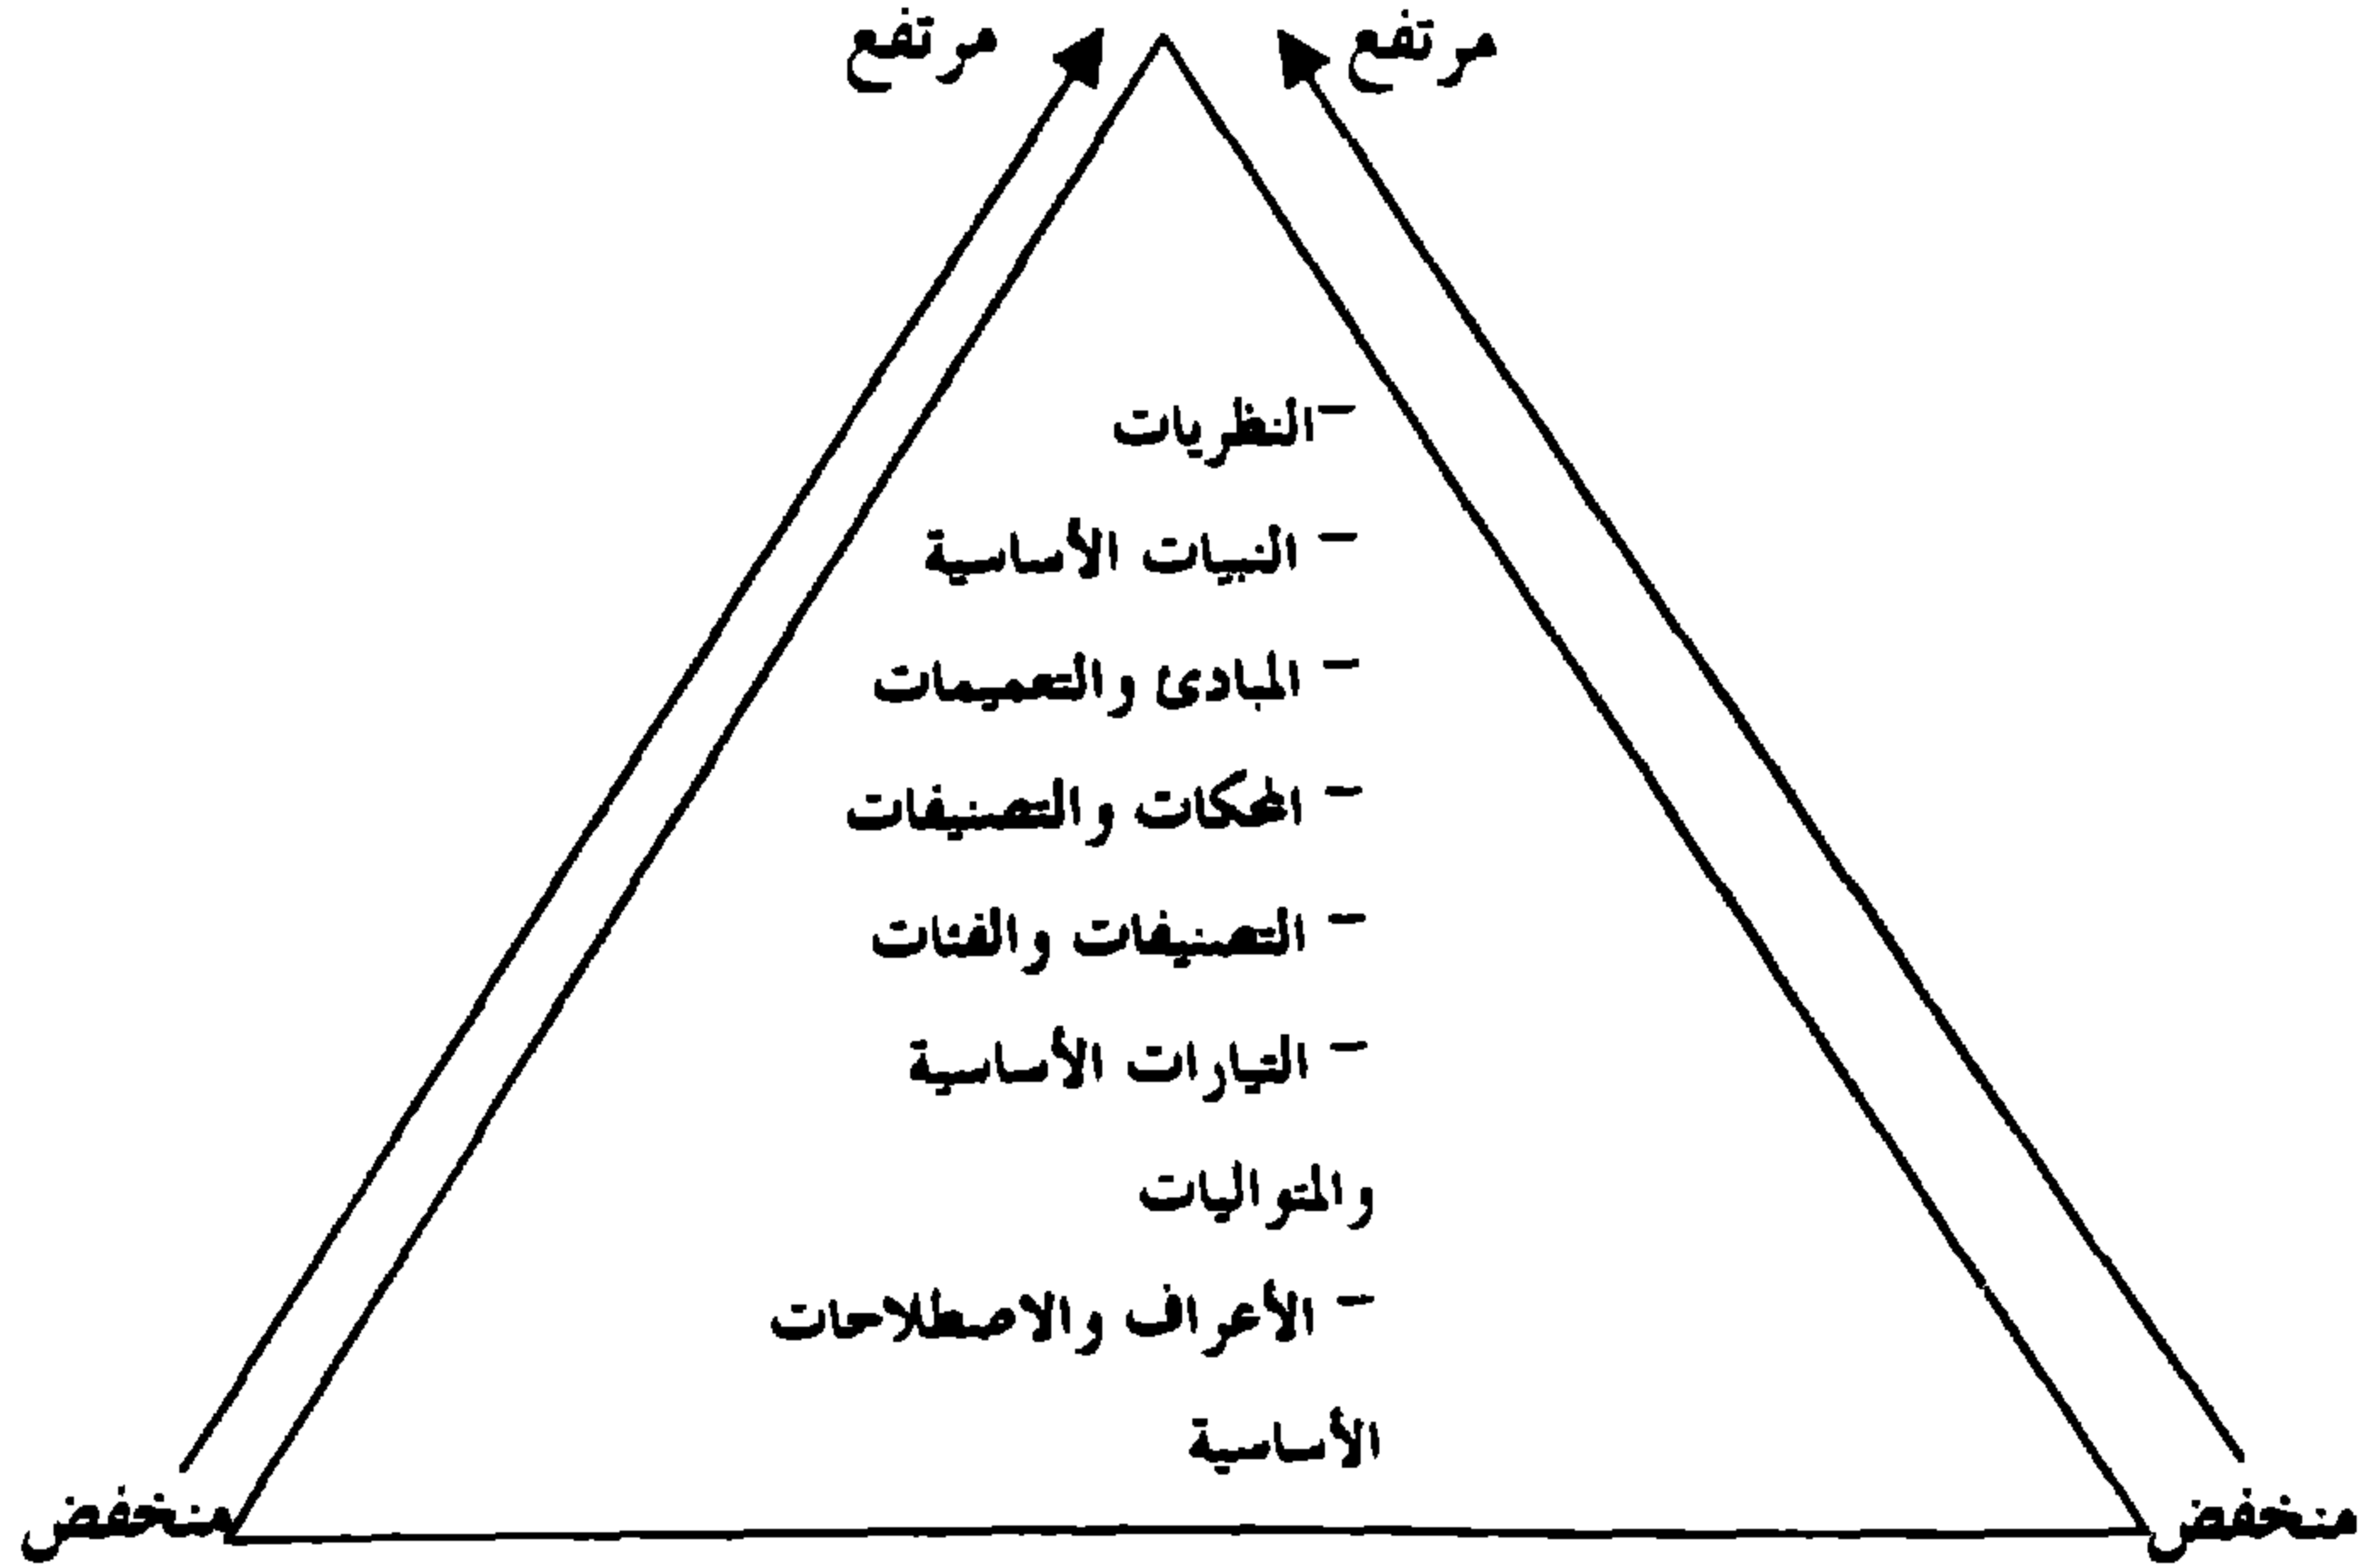 مرتفع مرتفع
-النظريات
- النبيات الأساسية
- المبادئ والتعميمات
- المحكات والتصنيفات
- التصنيفات والفئات
- التيارات الأساسية
والمتواليات
- الأعراف والاصطلاحات
الأساسية
منخفض منخفض